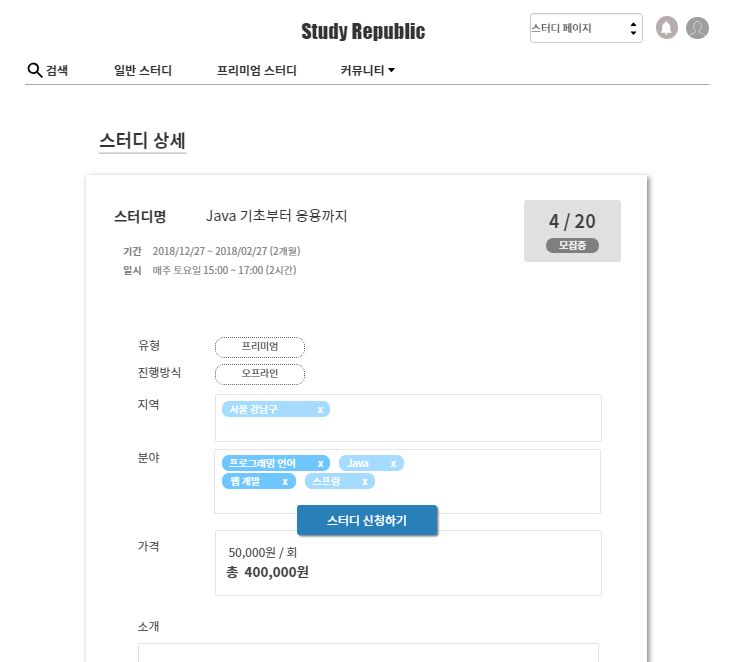 Study Republic
스터디 페이지
검색 일반 스터디 프리미엄 스터디 커뮤니티
스터디 상세
스터디명 Java 기초부터 응용까지
4 / 20
모집중
기간 2018/12/27 ~ 2018/02/27 (2개월)
일시 매주 토요일 15:00 ~ 17:00 (2시간)
유형 프리미엄
진행방식 오프라인
지역 서울 강남구 x
분야 프로그래밍 언어 x Java x
웹 개발 x 스프링 x
스터디 신청하기
가격 50,000원 / 회
총 400,000원
소개